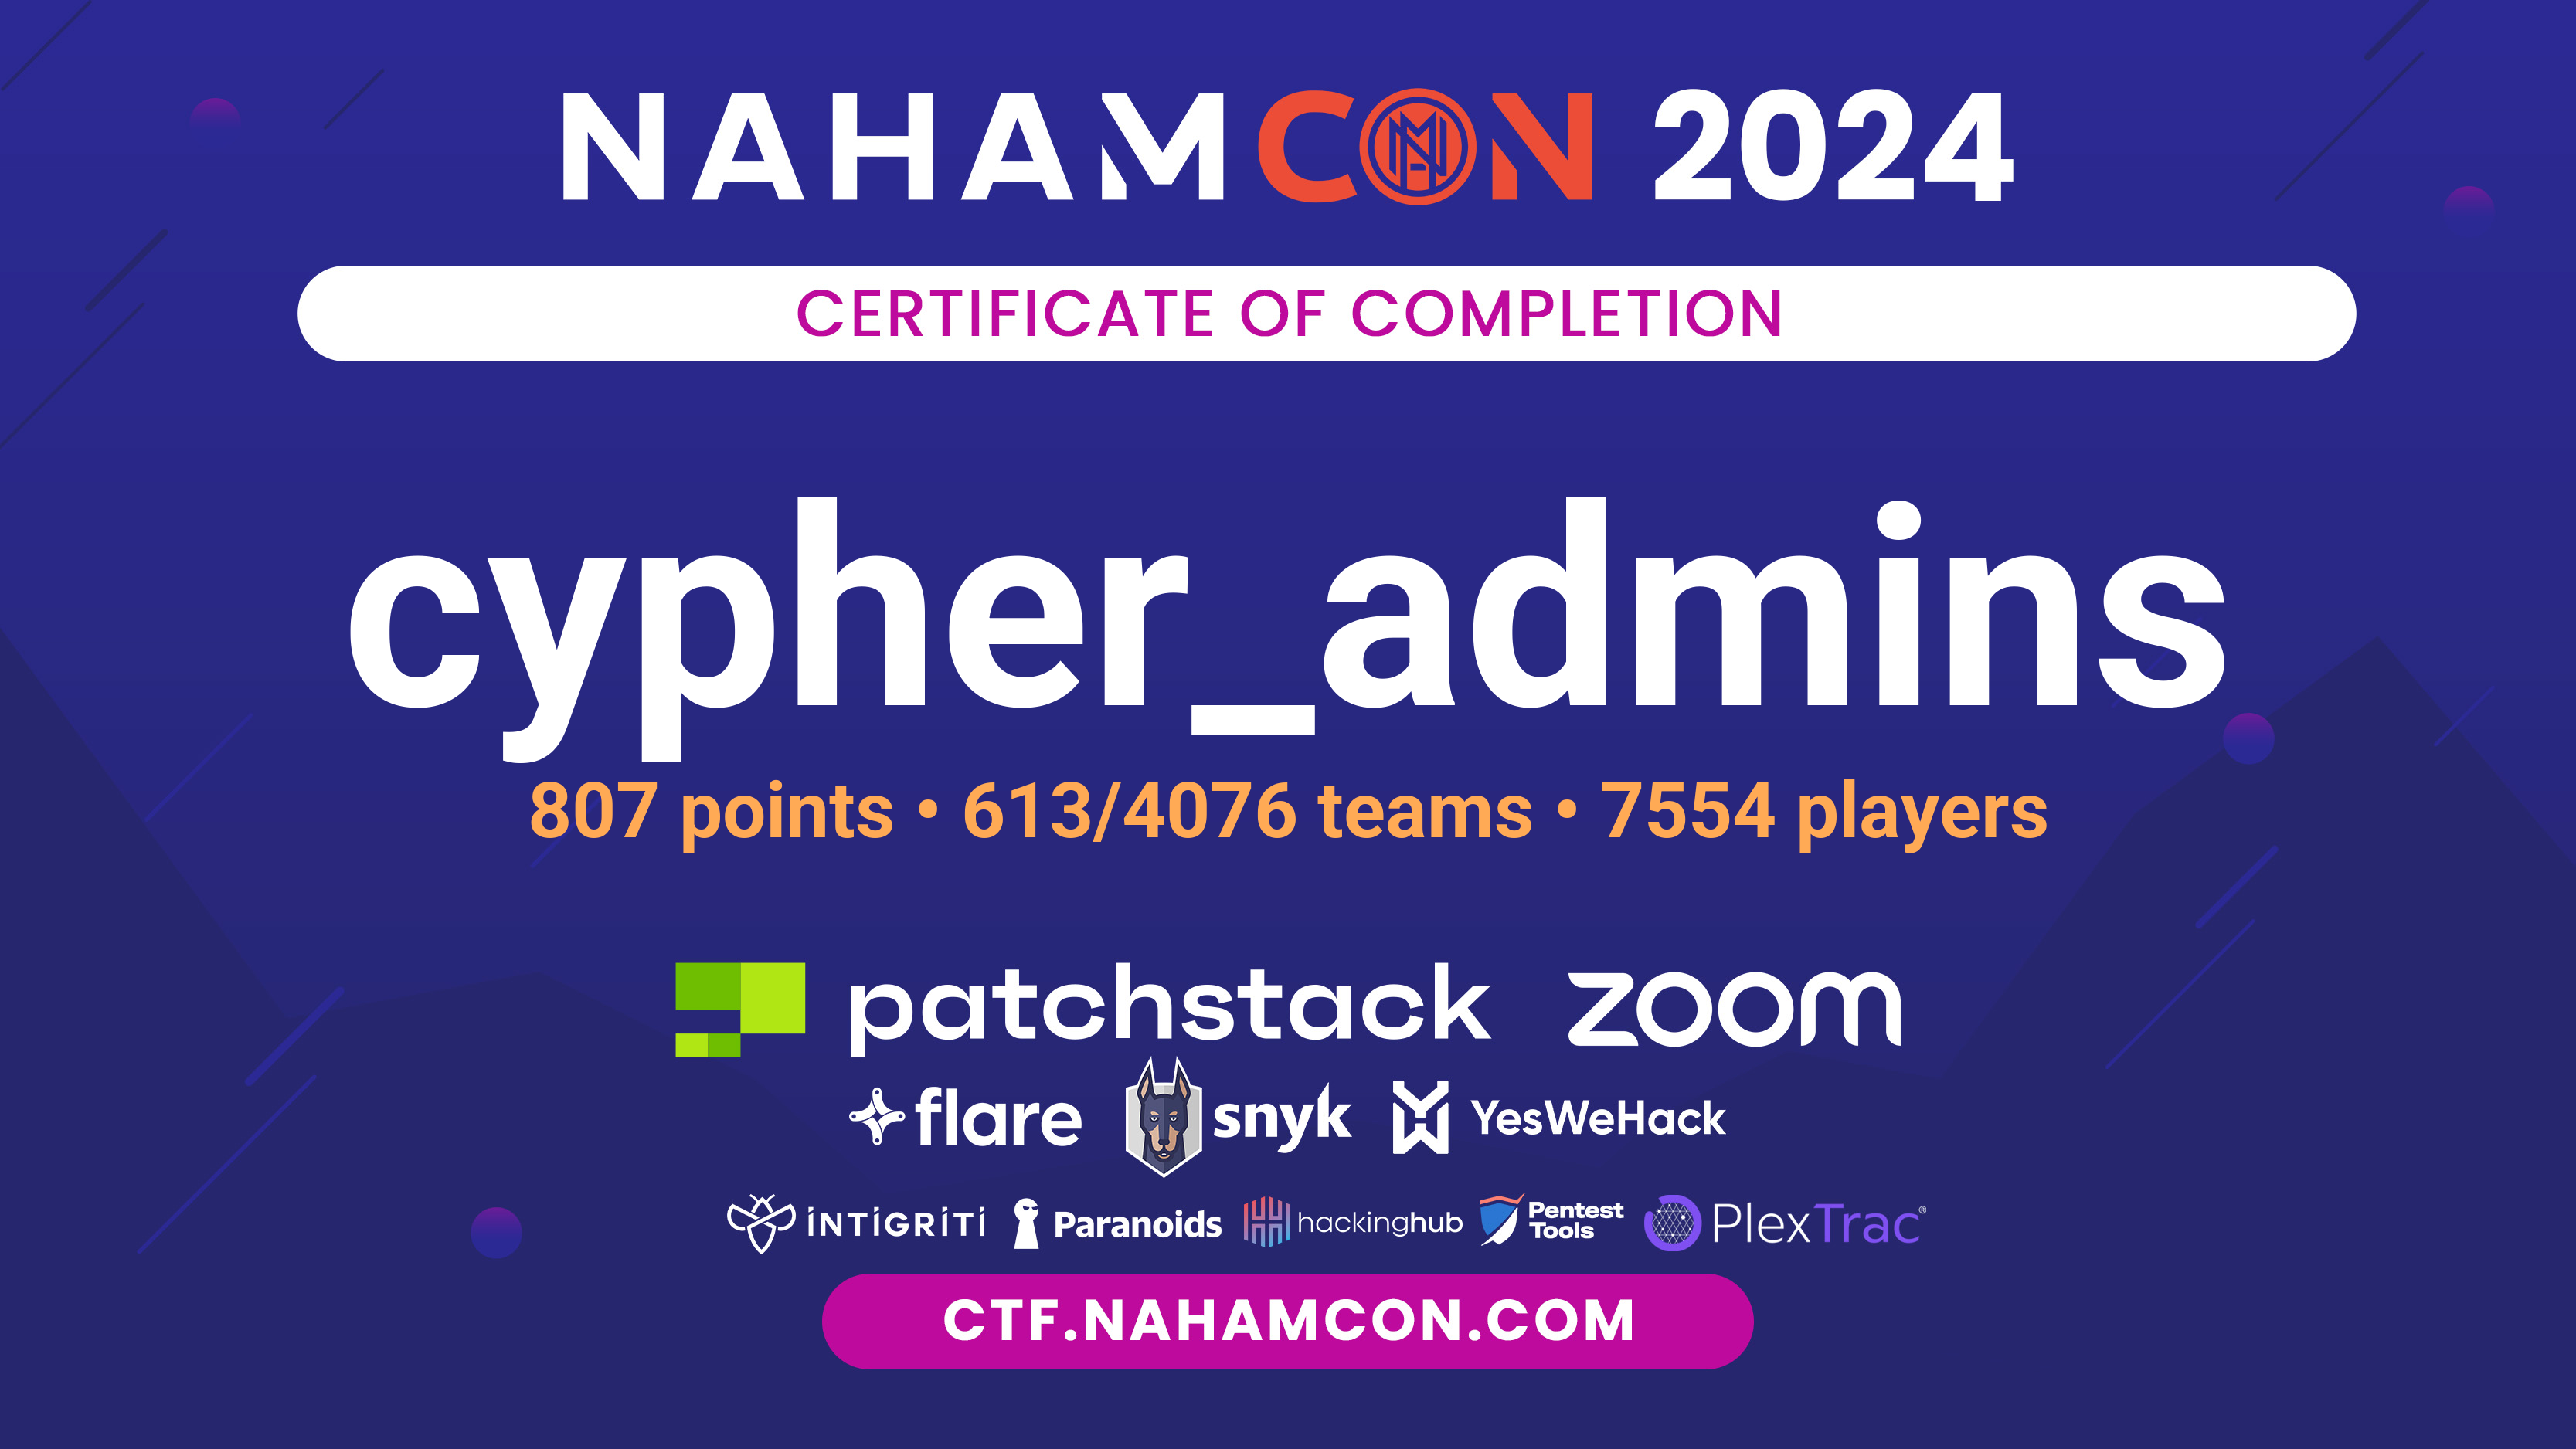 NAHAMCON 2024
CERTIFICATE OF COMPLETION
cypher_admins
807 points • 613/4076 teams • 7554 players
patchstack zoom
flare snyk YesWeHack
INTIGRITI Paranoids hackinghub Pentest Tools PlexTrac®
CTF.NAHAMCON.COM